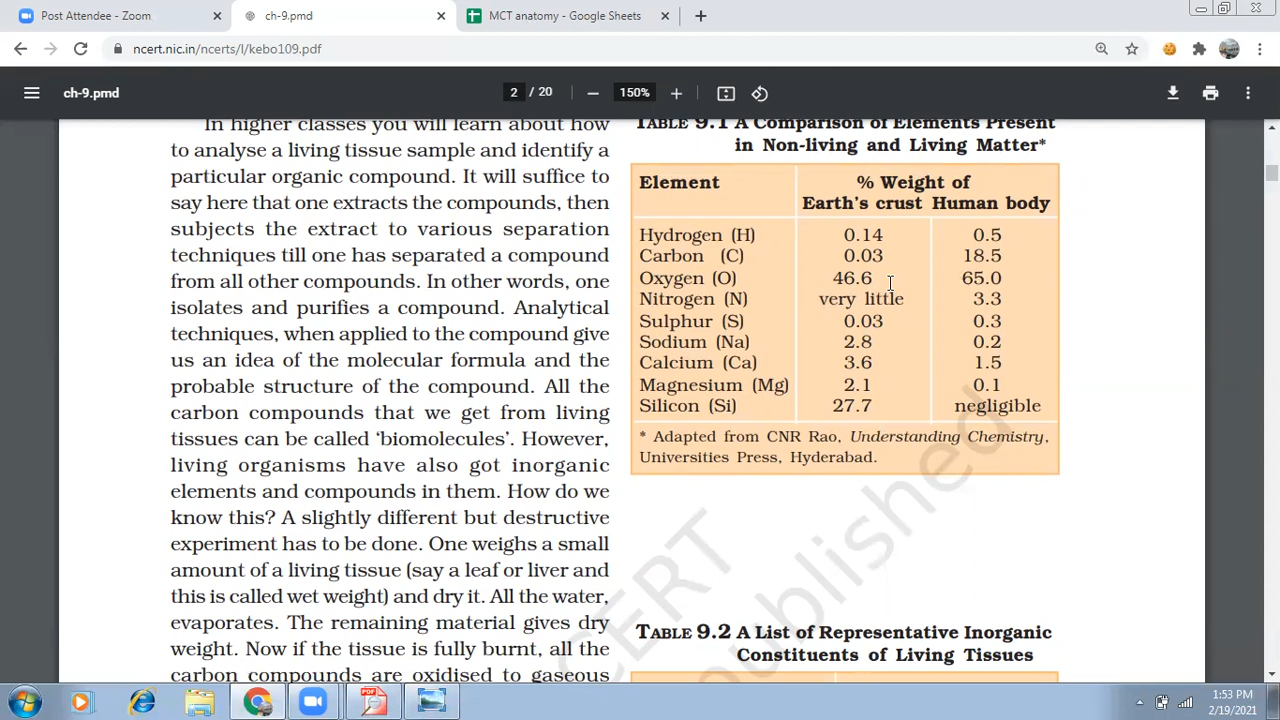 Post Attendee - Zoom
ch-9.pmd
MCT anatomy - Google Sheets
ncert.nic.in/ncerts/l/kebo109.pdf
ch-9.pmd
2 / 20
150%
In higher classes you will learn about how
to analyse a living tissue sample and identify a
particular organic compound. It will suffice to
say here that one extracts the compounds, then
subjects the extract to various separation
techniques till one has separated a compound
from all other compounds. In other words, one
isolates and purifies a compound. Analytical
techniques, when applied to the compound give
us an idea of the molecular formula and the
probable structure of the compound. All the
carbon compounds that we get from living
tissues can be called ‘biomolecules’. However,
living organisms have also got inorganic
elements and compounds in them. How do we
know this? A slightly different but destructive
experiment has to be done. One weighs a small
amount of a living tissue (say a leaf or liver and
this is called wet weight) and dry it. All the water,
evaporates. The remaining material gives dry
weight. Now if the tissue is fully burnt, all the
carbon compounds are oxidised to gaseous
TABLE 9.1 A Comparison of Elements Present
in Non-living and Living Matter*
Element % Weight of
Earth’s crust Human body
Hydrogen (H) 0.14 0.5
Carbon (C) 0.03 18.5
Oxygen (O) 46.6 65.0
Nitrogen (N) very little 3.3
Sulphur (S) 0.03 0.3
Sodium (Na) 2.8 0.2
Calcium (Ca) 3.6 1.5
Magnesium (Mg) 2.1 0.1
Silicon (Si) 27.7 negligible
* Adapted from CNR Rao, Understanding Chemistry,
Universities Press, Hyderabad.
CERT
published
TABLE 9.2 A List of Representative Inorganic
Constituents of Living Tissues
1:53 PM
2/19/2021